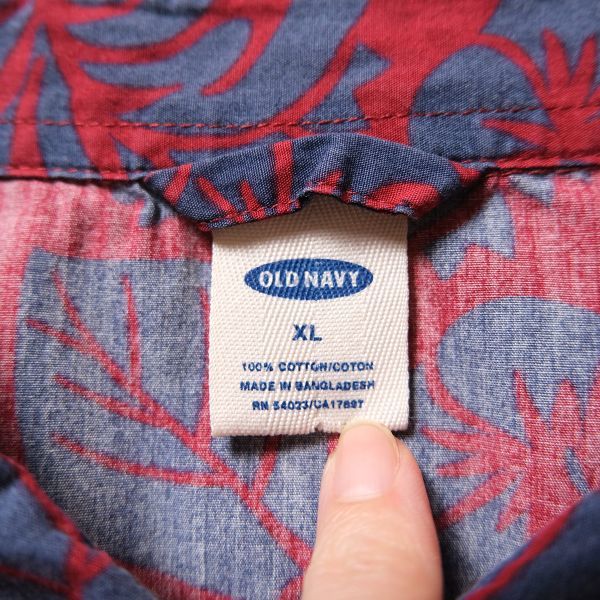 OLD NAVY
XL
100% COTTON/COTON
MADE IN BANGLADESH
RN 54023/CA17897